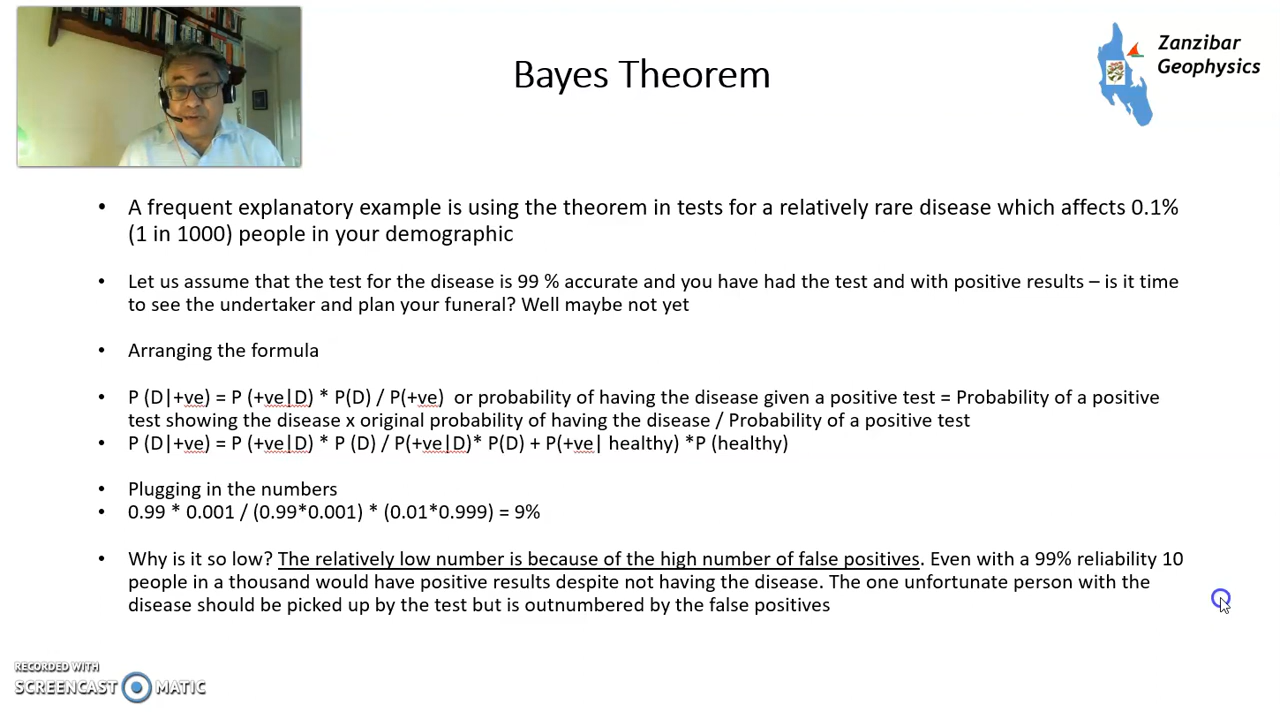 Bayes Theorem
Zanzibar
Geophysics
• A frequent explanatory example is using the theorem in tests for a relatively rare disease which affects 0.1%
(1 in 1000) people in your demographic
• Let us assume that the test for the disease is 99 % accurate and you have had the test and with positive results – is it time
to see the undertaker and plan your funeral? Well maybe not yet
• Arranging the formula
• P (D|+ve) = P (+ve|D) * P(D) / P(+ve) or probability of having the disease given a positive test = Probability of a positive
test showing the disease x original probability of having the disease / Probability of a positive test
• P (D|+ve) = P (+ve|D) * P (D) / P(+ve|D)* P(D) + P(+ve| healthy) *P (healthy)
• Plugging in the numbers
• 0.99 * 0.001 / (0.99*0.001) * (0.01*0.999) = 9%
• Why is it so low? The relatively low number is because of the high number of false positives. Even with a 99% reliability 10
people in a thousand would have positive results despite not having the disease. The one unfortunate person with the
disease should be picked up by the test but is outnumbered by the false positives
RECORDED WITH
SCREENCAST MATIC